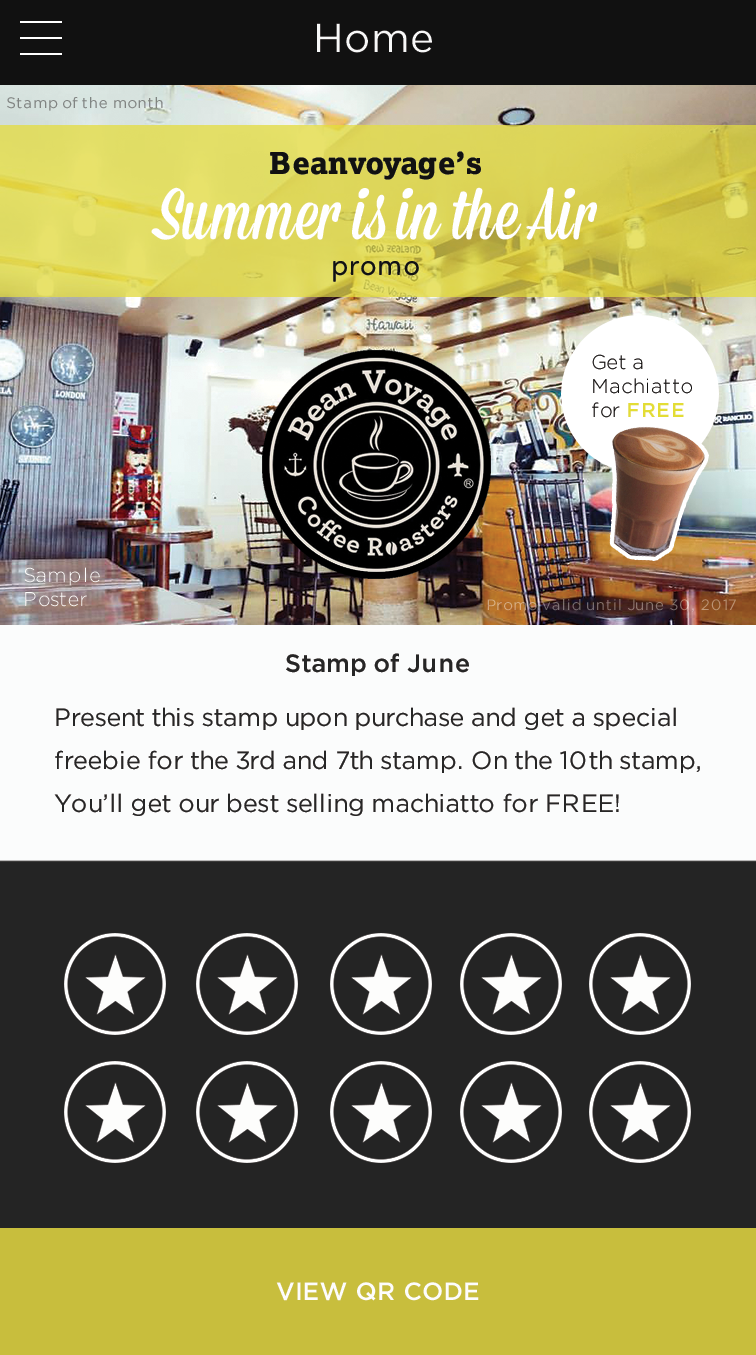 Home
Stamp of the month
Beanvoyage’s
Summer is in the Air
promo
new zealand
Bean Voyage
Hawaii
LONDON
SYDNEY
Bean Voyage
®
Coffee Roasters
Get a
Machiatto
for FREE
RANCILIO
Sample
Poster
Promo valid until June 30, 2017
Stamp of June
Present this stamp upon purchase and get a special
freebie for the 3rd and 7th stamp. On the 10th stamp,
You’ll get our best selling machiatto for FREE!
VIEW QR CODE